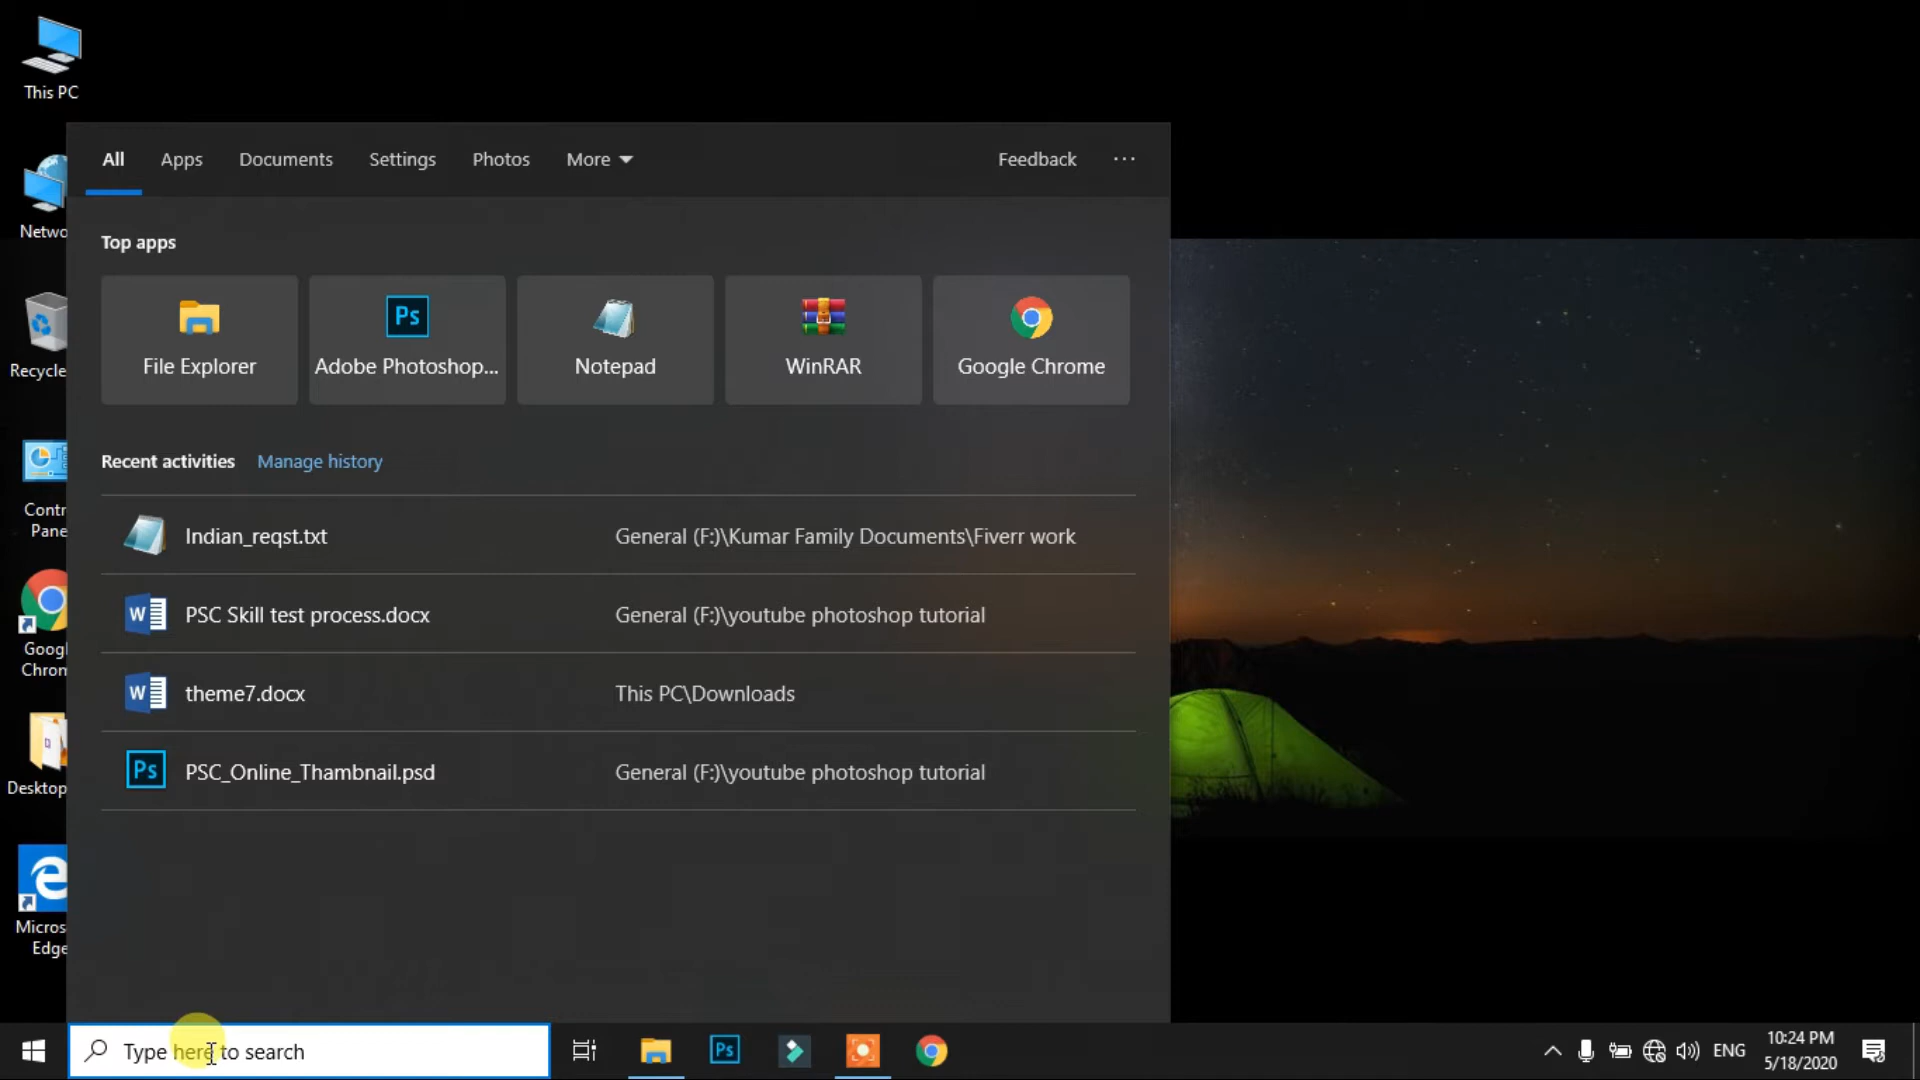 This PC
All Apps Documents Settings Photos More Feedback
Netwo
Top apps
Recycle
File Explorer
Ps
Adobe Photoshop...
Notepad
WinRAR
Google Chrome
Contr
Pane
Recent activities Manage history
Indian_reqst.txt General (F:)\Kumar Family Documents\Fiverr work
W PSC Skill test process.docx General (F:)\youtube photoshop tutorial
Googl
Chron
W theme7.docx This PC\Downloads
Desktop
Ps PSC_Online_Thambnail.psd General (F:)\youtube photoshop tutorial
Micros
Edge
Type here to search
Ps
ENG
10:24 PM
5/18/2020